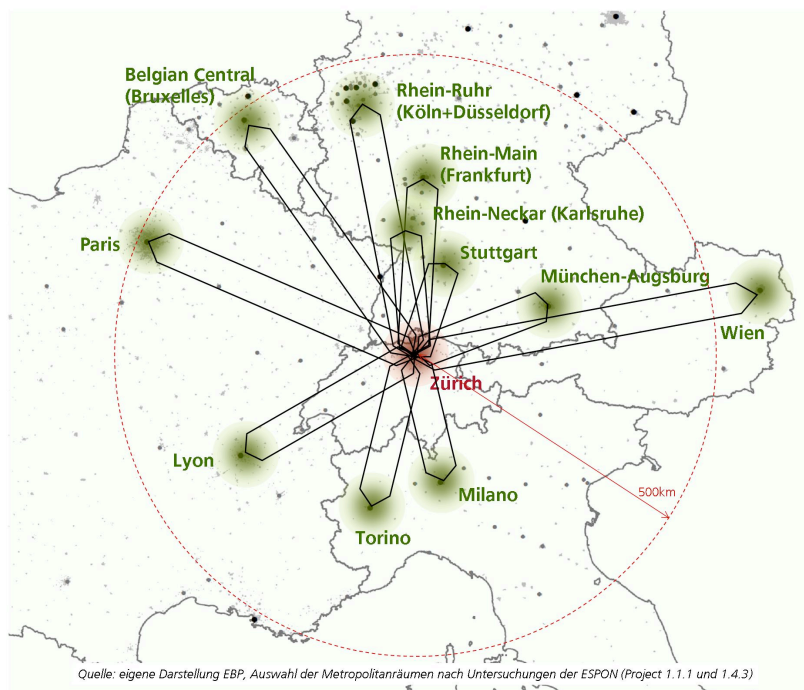 Belgian Central
(Bruxelles)
Rhein-Ruhr
(Köln+Düsseldorf)
Rhein-Main
(Frankfurt)
Rhein-Neckar (Karlsruhe)
Paris
Stuttgart
München-Augsburg
Wien
Zürich
Lyon
500km
Milano
Torino
Quelle: eigene Darstellung EBP, Auswahl der Metropolitanräumen nach Untersuchungen der ESPON (Project 1.1.1 und 1.4.3)